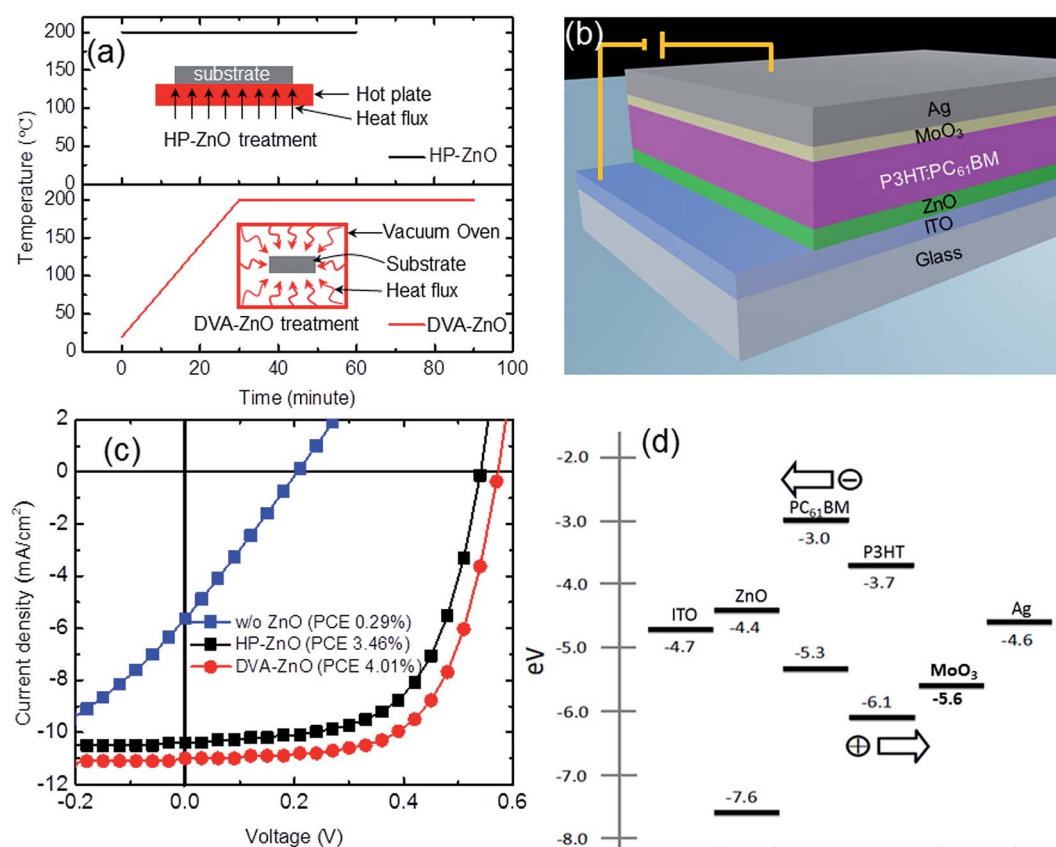 (a)
200
150
100
50
0
substrate
Hot plate
Heat flux
HP-ZnO treatment
HP-ZnO
Temperature (°C)
200
150
100
50
0
Vacuum Oven
Substrate
Heat flux
DVA-ZnO treatment
DVA-ZnO
0 20 40 60 80 100
Time (minute)
(b)
Ag
MoO₃
P3HT:PC₆₁BM
ZnO
ITO
Glass
(c)
Current density (mA/cm²)
2
0
-2
-4
-6
-8
-10
-12
w/o ZnO (PCE 0.29%)
HP-ZnO (PCE 3.46%)
DVA-ZnO (PCE 4.01%)
-0.2 0.0 0.2 0.4 0.6
Voltage (V)
(d)
eV
-2.0
-3.0
-4.0
-5.0
-6.0
-7.0
-8.0
PC₆₁BM
-3.0
P3HT
-3.7
ZnO
-4.4
ITO
-4.7
Ag
-4.6
-5.3
MoO₃
-5.6
-6.1
-7.6